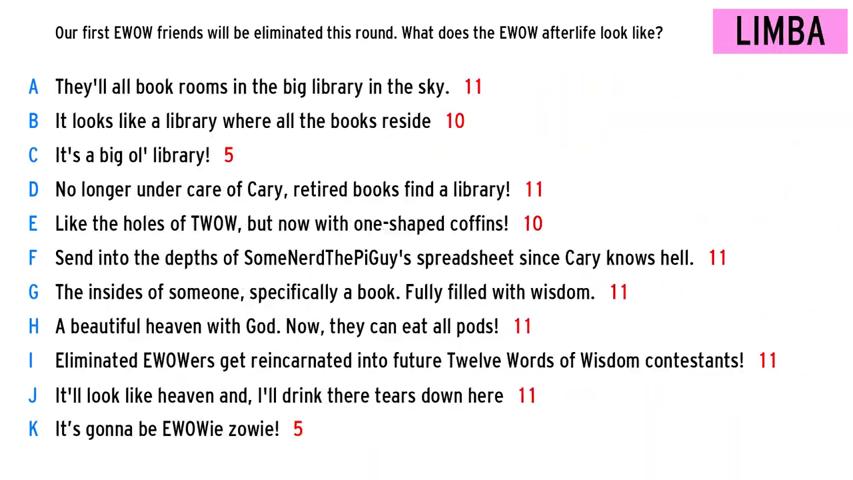 Our first EWOW friends will be eliminated this round. What does the EWOW afterlife look like?
LIMBA
A They'll all book rooms in the big library in the sky. 11
B It looks like a library where all the books reside 10
C It's a big ol' library! 5
D No longer under care of Cary, retired books find a library! 11
E Like the holes of TWOW, but now with one-shaped coffins! 10
F Send into the depths of SomeNerdThePiGuy's spreadsheet since Cary knows hell. 11
G The insides of someone, specifically a book. Fully filled with wisdom. 11
H A beautiful heaven with God. Now, they can eat all pods! 11
I Eliminated EWOWers get reincarnated into future Twelve Words of Wisdom contestants! 11
J It'll look like heaven and, I'll drink there tears down here 11
K It’s gonna be EWOWie zowie! 5